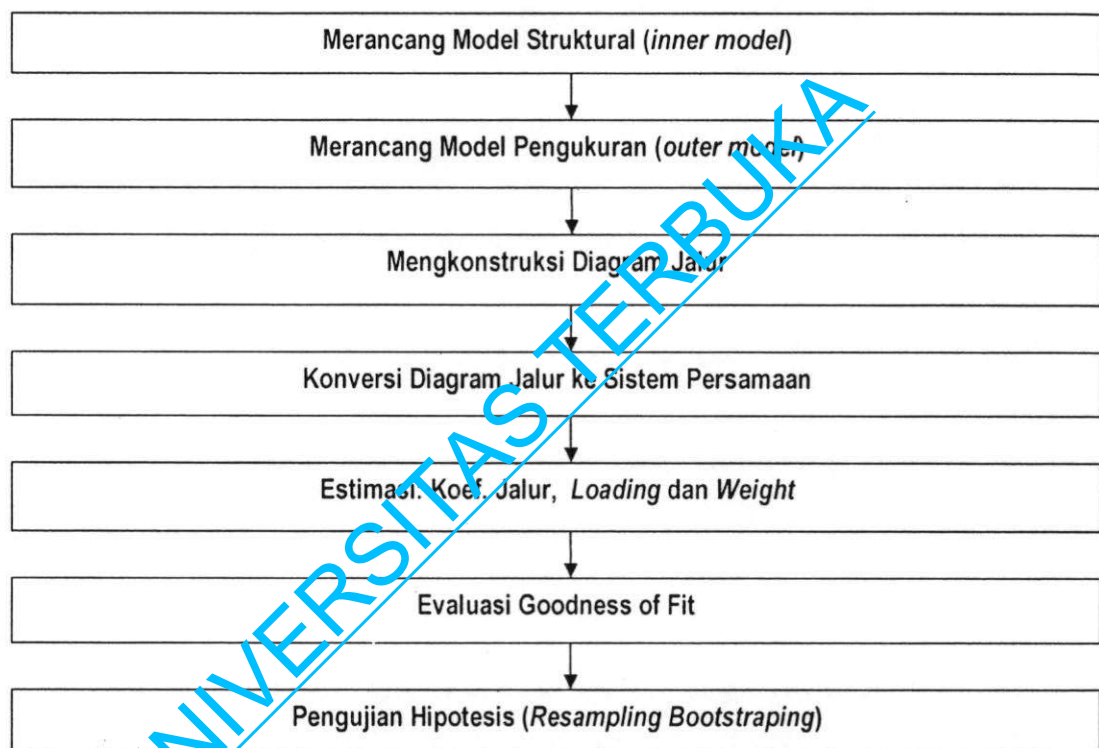 Merancang Model Struktural (inner model)
Merancang Model Pengukuran (outer model)
Mengkonstruksi Diagram Jalur
Konversi Diagram Jalur ke Sistem Persamaan
Estimasi: Koef. Jalur, Loading dan Weight
Evaluasi Goodness of Fit
Pengujian Hipotesis (Resampling Bootstraping)
NIVERSITAS TERBUKA